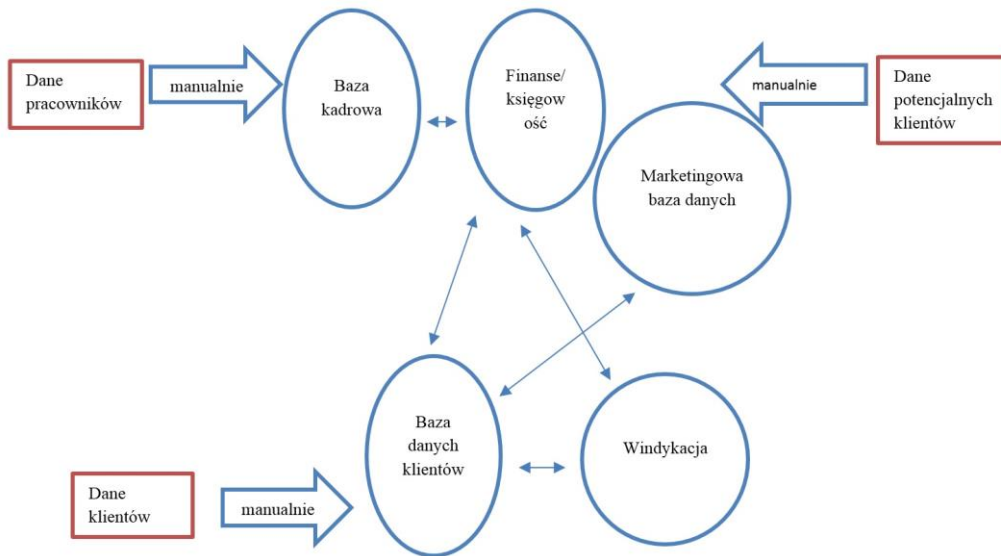 Dane
pracowników
manualnie
Baza
kadrowa
Finanse/
księgow
ość
manualnie
Dane
potencjalnych
klientów
Marketingowa
baza danych
Baza
danych
klientów
Windykacja
Dane
klientów
manualnie